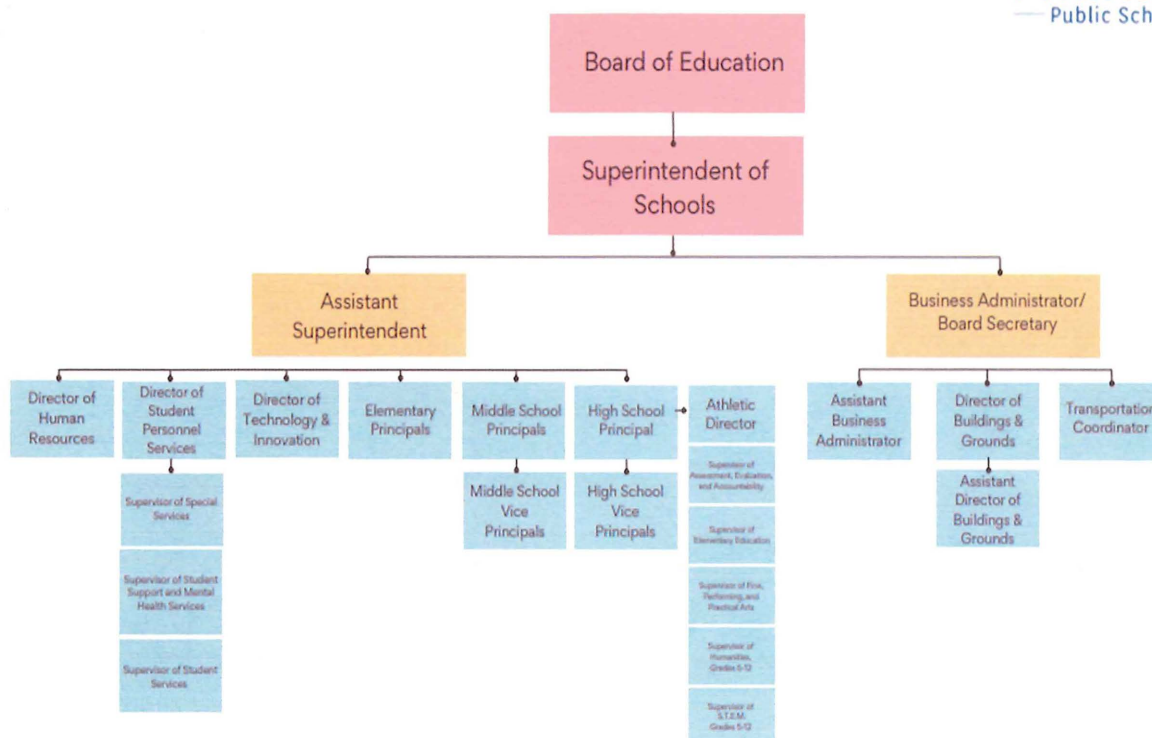 Public Sch
Board of Education
Superintendent of
Schools
Assistant
Superintendent
Business Administrator/
Board Secretary
Director of
Human
Resources
Director of
Student
Personnel
Services
Director of
Technology &
Innovation
Elementary
Principals
Middle School
Principals
High School
Principal
Athletic
Director
Assistant
Business
Administrator
Director of
Buildings &
Grounds
Transportation
Coordinator
Supervisor of Special
Services
Supervisor of Student
Support and Mental
Health Services
Supervisor of Student
Services
Middle School
Vice
Principals
High School
Vice
Principals
Supervisor of
Assessment, Evaluation,
and Accountability
Supervisor of
Elementary Education
Supervisor of Fine,
Performing, and
Practical Arts
Supervisor of
Humanities,
Grades 5-12
Supervisor of
S.T.E.M.
Grades 5-12
Assistant
Director of
Buildings &
Grounds